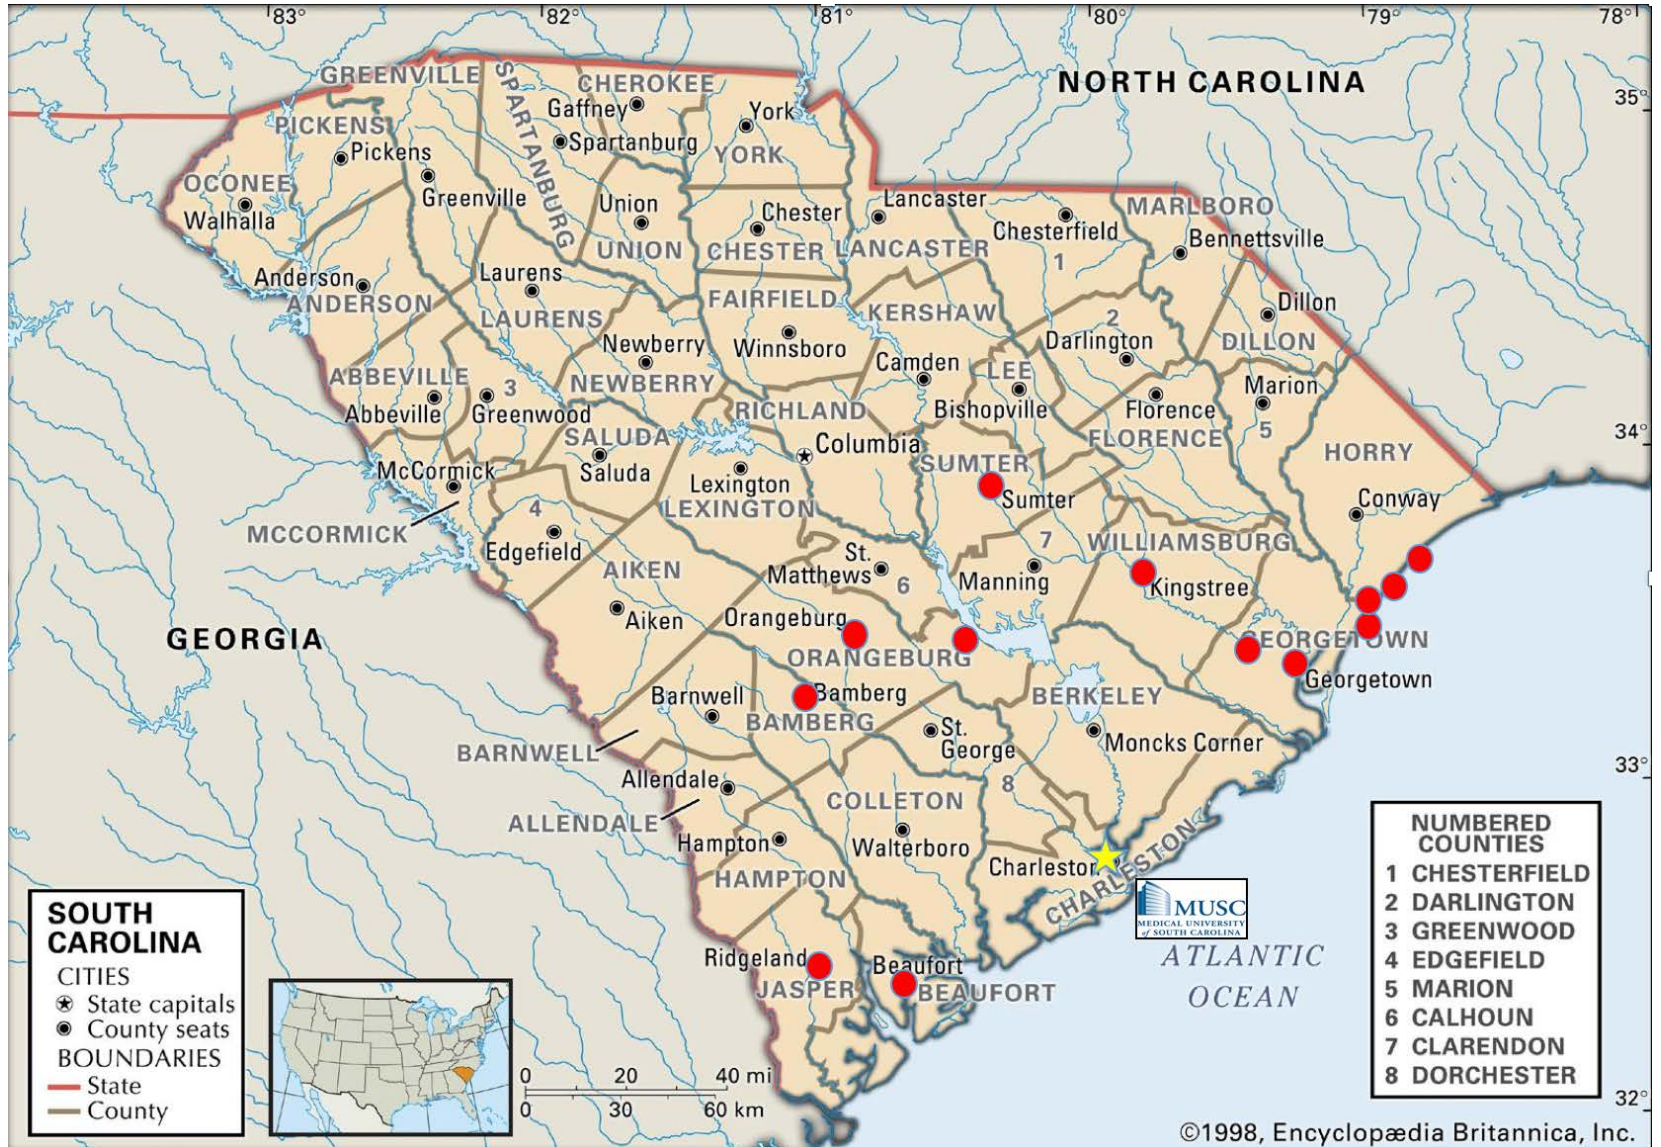 83°
82°
81°
80°
79°
78°
35°
34°
33°
32°
NORTH CAROLINA
GEORGIA
ATLANTIC
OCEAN
GREENVILLE
SPARTANBURG
CHEROKEE
Gaffney
Spartanburg
York
YORK
PICKENS
Pickens
OCONEE
Walhalla
Greenville
Union
UNION
Chester
CHESTER
Lancaster
LANCASTER
Chesterfield
1
MARLBORO
Bennettsville
Anderson
ANDERSON
Laurens
LAURENS
FAIRFIELD
Winnsboro
KERSHAW
Camden
2
Darlington
Dillon
DILLON
Newberry
NEWBERRY
ABBEVILLE
Abbeville
3
Greenwood
LEE
Bishopville
Florence
FLORENCE
Marion
5
RICHLAND
Columbia
SALUDA
Saluda
McCormick
MCCORMICK
Lexington
LEXINGTON
SUMTER
Sumter
HORRY
Conway
4
Edgefield
AIKEN
Aiken
St.
Matthews
6
7
Manning
WILLIAMSBURG
Kingstree
Orangeburg
ORANGEBURG
GEORGETOWN
Georgetown
Barnwell
BARNWELL
Bamberg
BAMBERG
St.
George
BERKELEY
Moncks Corner
Allendale
ALLENDALE
8
COLLETON
Walterboro
Hampton
HAMPTON
Charleston
CHARLESTON
MUSC
MEDICAL UNIVERSITY
of SOUTH CAROLINA
Ridgeland
JASPER
Beaufort
BEAUFORT
SOUTH
CAROLINA
CITIES
State capitals
County seats
BOUNDARIES
State
County
0 20 40 mi
0 30 60 km
NUMBERED
COUNTIES
1 CHESTERFIELD
2 DARLINGTON
3 GREENWOOD
4 EDGEFIELD
5 MARION
6 CALHOUN
7 CLARENDON
8 DORCHESTER
©1998, Encyclopædia Britannica, Inc.